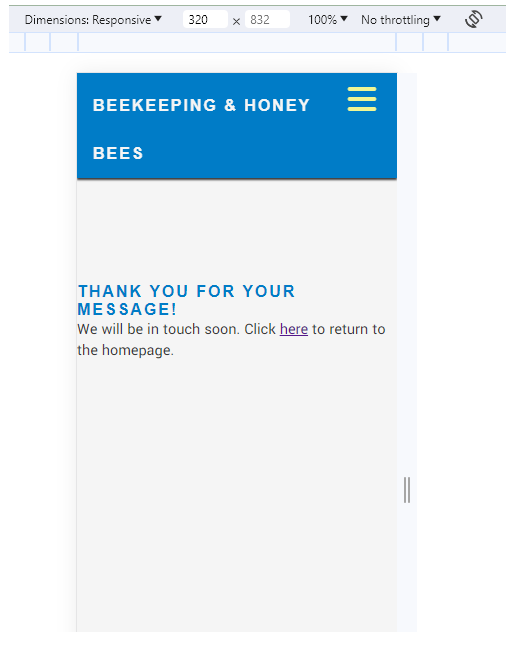 Dimensions: Responsive ▼ 320 × 832 100% ▼ No throttling ▼
BEEKEEPING & HONEY
BEES
THANK YOU FOR YOUR
MESSAGE!
We will be in touch soon. Click here to return to
the homepage.